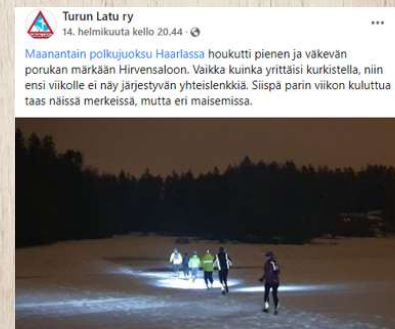 Turun Latu ry
14. helmikuuta kello 20.44 ·
Maanantain polkujuoksu Haarlassa houkutti pienen ja väkevän
porukan märkään Hirvensaloon. Vaikka kuinka yrittäisi kurkistella, niin
ensi viikolle ei näy järjestyvän yhteislenkkiä. Siispä parin viikon kuluttua
taas näissä merkeissä, mutta eri maisemissa.